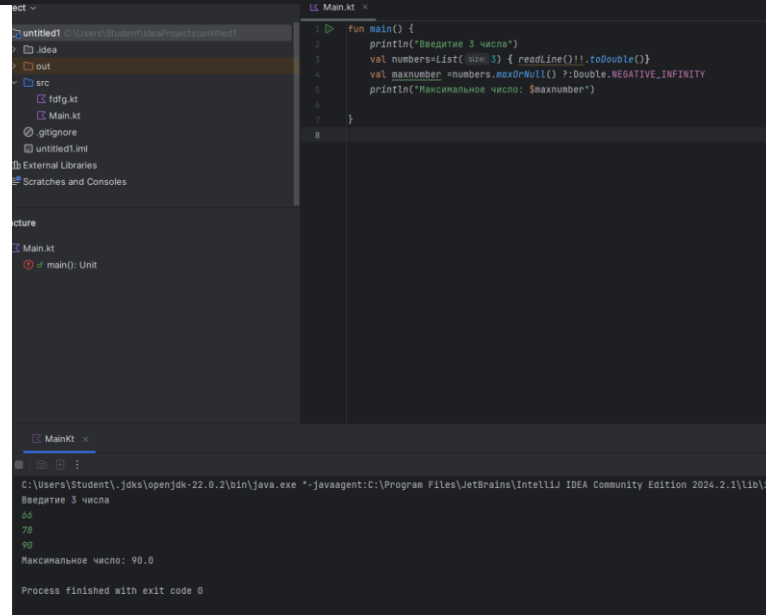 ect
Main.kt
untitled1 C:\Users\Student\IdeaProjects\untitled1
.idea
out
src
fdfg.kt
Main.kt
.gitignore
untitled1.iml
External Libraries
Scratches and Consoles
1 fun main() {
2 println("Введитие 3 числа")
3 val numbers=List( size: 3) { readLine()!!.toDouble()}
4 val maxnumber =numbers.maxOrNull() ?:Double.NEGATIVE_INFINITY
5 println("Максимальное число: $maxnumber")
6
7 }
8
cture
Main.kt
main(): Unit
MainKt
C:\Users\Student\.jdks\openjdk-22.0.2\bin\java.exe "-javaagent:C:\Program Files\JetBrains\IntelliJ IDEA Community Edition 2024.2.1\lib\
Введитие 3 числа
66
78
90
Максимальное число: 90.0
Process finished with exit code 0